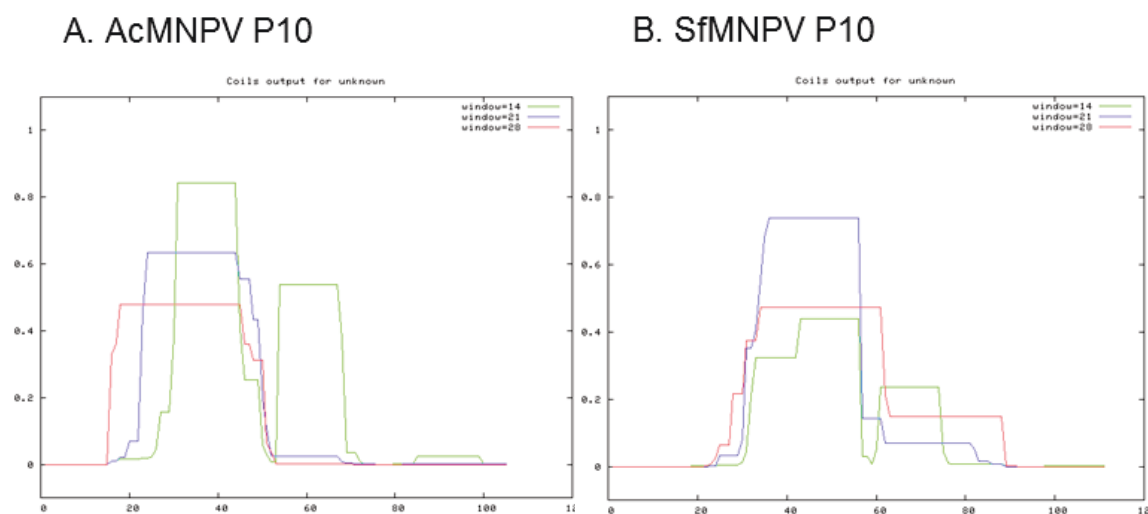 A. AcMNPV P10
B. SfMNPV P10
Coils output for unknown
window=14
window=21
window=28
1
0.8
0.6
0.4
0.2
0
0
20
40
60
80
100
12
Coils output for unknown
window=14
window=21
window=28
1
0.8
0.6
0.4
0.2
0
0
20
40
60
80
100
12